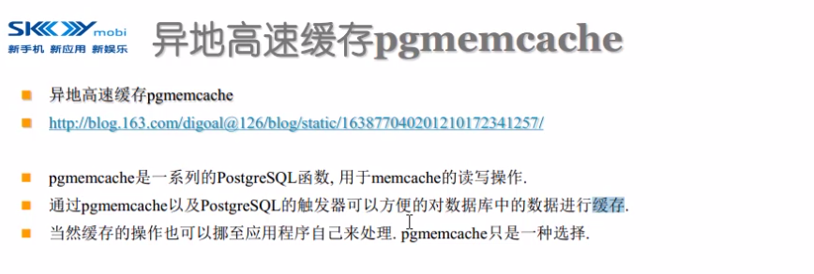 SKYmobi
新手机 新应用 新娱乐
异地高速缓存pgmemcache
异地高速缓存pgmemcache
http://blog.163.com/digoal@126/blog/static/163877040201210172341257/
pgmemcache是一系列的PostgreSQL函数, 用于memcache的读写操作.
通过pgmemcache以及PostgreSQL的触发器可以方便的对数据库中的数据进行缓存.
当然缓存的操作也可以挪至应用程序自己来处理. pgmemcache只是一种选择.